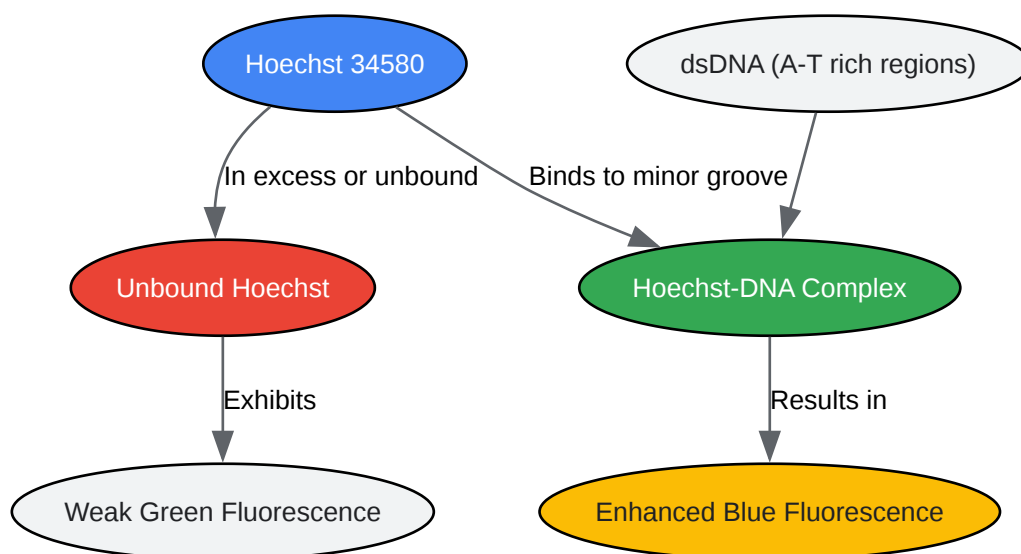 Hoechst 34580
dsDNA (A-T rich regions)
In excess or unbound
Binds to minor groove
Unbound Hoechst
Hoechst-DNA Complex
Exhibits
Results in
Weak Green Fluorescence
Enhanced Blue Fluorescence